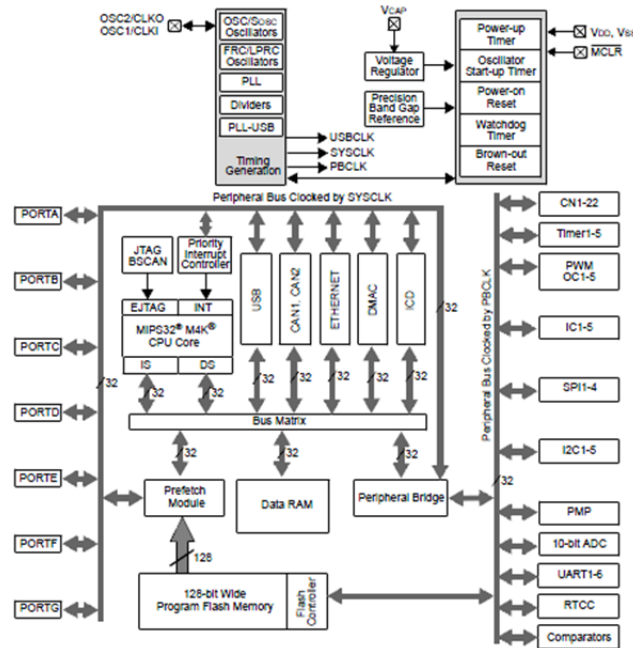 OSC2/CLKO
OSC1/CLKI
OSC/SOSC
Oscillators
FRC/LPRC
Oscillators
PLL
Dividers
PLL-USB
Timing
Generation
USBCLK
SYSCLK
PBCLK
VCAP
Voltage
Regulator
Precision
Band Gap
Reference
Power-up
Timer
Oscillator
Start-up Timer
Power-on
Reset
Watchdog
Timer
Brown-out
Reset
VDD, VSS
MCLR
Peripheral Bus Clocked by SYSCLK
PORTA
PORTB
PORTC
PORTD
PORTE
PORTF
PORTG
32
JTAG
BSCAN
Priority
Interrupt
Controller
EJTAG
INT
MIPS32® M4K®
CPU Core
IS
DS
32
32
USB
CAN1, CAN2
ETHERNET
DMAC
ICD
32
32
32
32
32
32
Bus Matrix
32
32
32
Prefetch
Module
Data RAM
Peripheral Bridge
128
128-bit Wide
Program Flash Memory
Flash
Controller
Peripheral Bus Clocked by PBCLK
32
CN1-22
Timer1-5
PWM
OC1-5
IC1-5
SPI1-4
I2C1-5
PMP
10-bit ADC
UART1-6
RTCC
Comparators